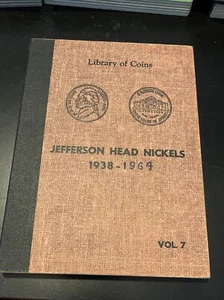 Library of Coins
JEFFERSON HEAD NICKELS
1938-1964
VOL 7